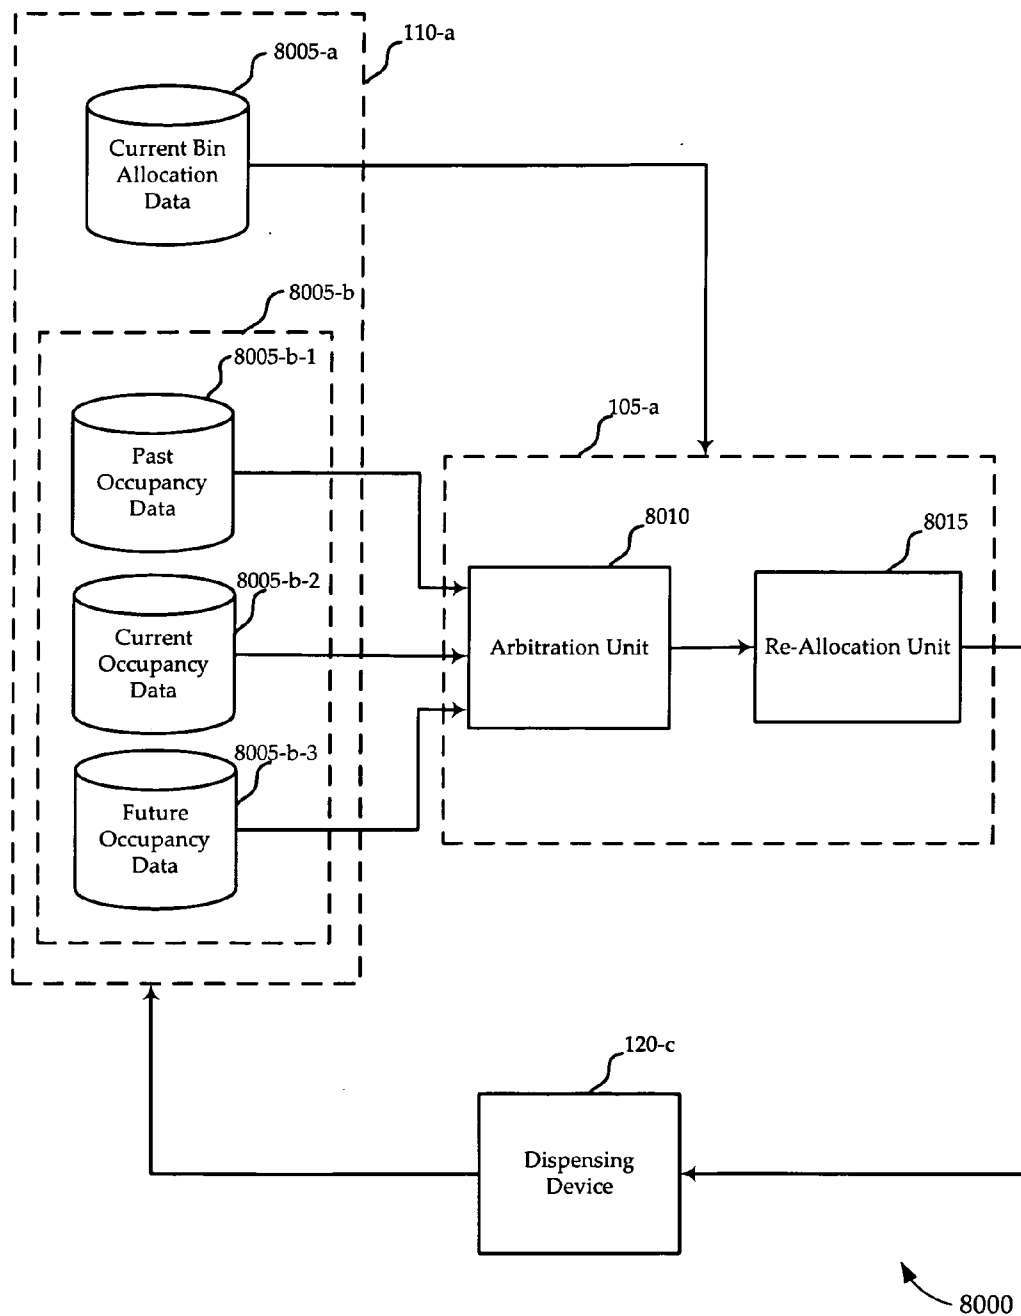 110-a
8005-a
Current Bin
Allocation
Data
8005-b
8005-b-1
Past
Occupancy
Data
105-a
8010
8015
8005-b-2
Current
Occupancy
Data
Arbitration Unit
Re-Allocation Unit
8005-b-3
Future
Occupancy
Data
120-c
Dispensing
Device
8000